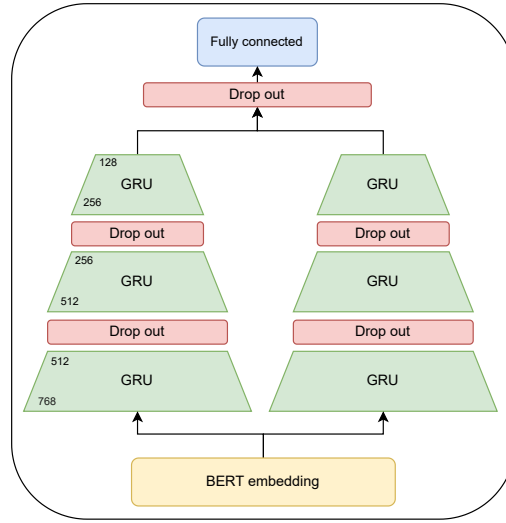 Fully connected
Drop out
128
GRU
256
GRU
Drop out
Drop out
256
GRU
512
GRU
Drop out
Drop out
512
GRU
768
GRU
BERT embedding